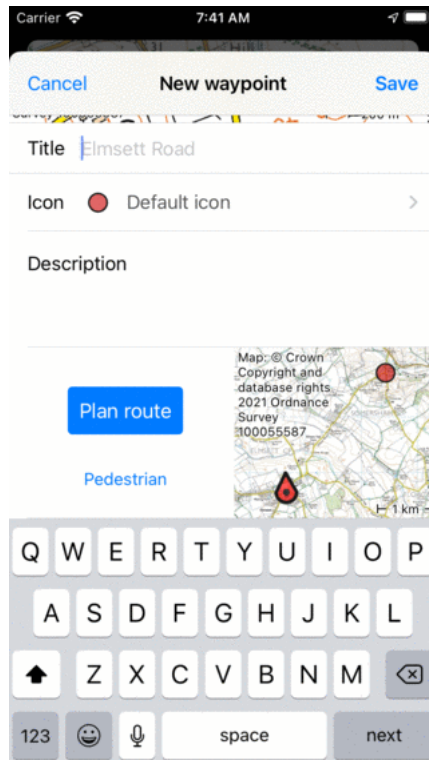 Carrier 7:41 AM
Cancel New waypoint Save
200 m
Title Elmsett Road
Icon Default icon
Description
Map: © Crown
Copyright and
database rights
2021 Ordnance
Survey
100055587
Plan route
Pedestrian
1 km
Q W E R T Y U I O P
A S D F G H J K L
Z X C V B N M
123 space next